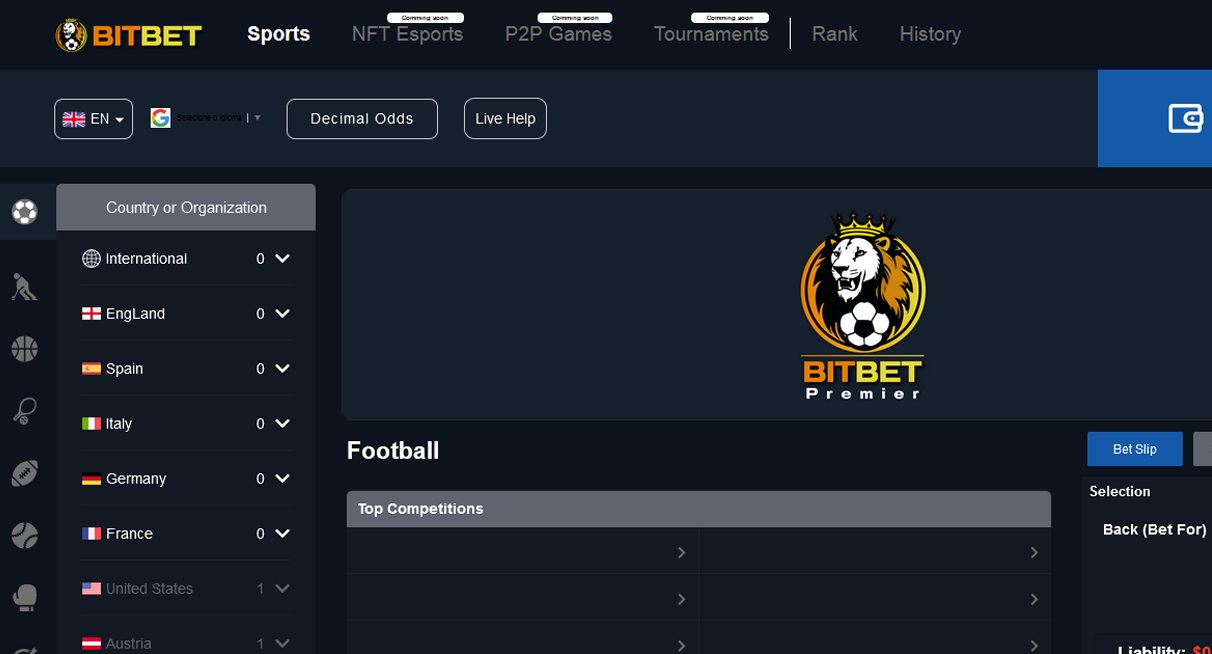 Comming soon
Comming soon
Comming soon
BITBET
Sports
NFT Esports
P2P Games
Tournaments
Rank
History
EN
Selecione o idioma
Decimal Odds
Live Help
Country or Organization
International 0
EngLand 0
Spain 0
Italy 0
Germany 0
France 0
United States 1
Austria 1
BITBET
Premier
Football
Top Competitions
Bet Slip
Selection
Back (Bet For)
Liability: $0